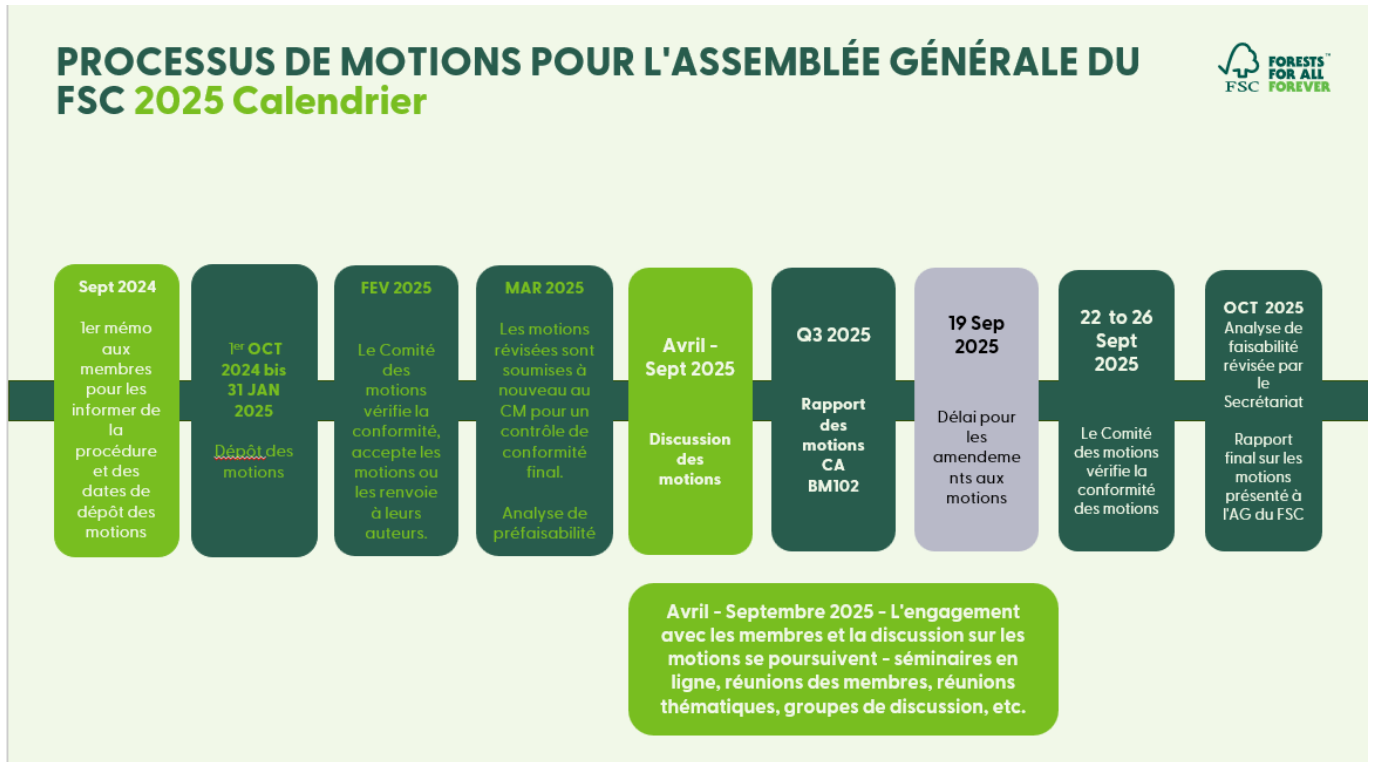 PROCESSUS DE MOTIONS POUR L'ASSEMBLÉE GÉNÉRALE DU
FSC 2025 Calendrier
FSC
FORESTS™
FOR ALL
FOREVER
Sept 2024
1er mémo
aux
membres
pour les
informer de
la
procédure
et des
dates de
dépôt des
motions
1er OCT
2024 bis
31 JAN
2025
Dépôt des
motions
FEV 2025
Le Comité
des
motions
vérifie la
conformité,
accepte les
motions ou
les renvoie
à leurs
auteurs.
MAR 2025
Les motions
révisées sont
soumises à
nouveau au
CM pour un
contrôle de
conformité
final.
Analyse de
préfaisabilité
Avril -
Sept 2025
Discussion
des
motions
Q3 2025
Rapport
des
motions
CA
BM102
19 Sep
2025
Délai pour
les
amendeme
nts aux
motions
22 to 26
Sept
2025
Le Comité
des motions
vérifie la
conformité
des motions
OCT 2025
Analyse de
faisabilité
révisée par
le
Secrétariat
Rapport
final sur les
motions
présenté à
l'AG du FSC
Avril - Septembre 2025 - L'engagement
avec les membres et la discussion sur les
motions se poursuivent - séminaires en
ligne, réunions des membres, réunions
thématiques, groupes de discussion, etc.